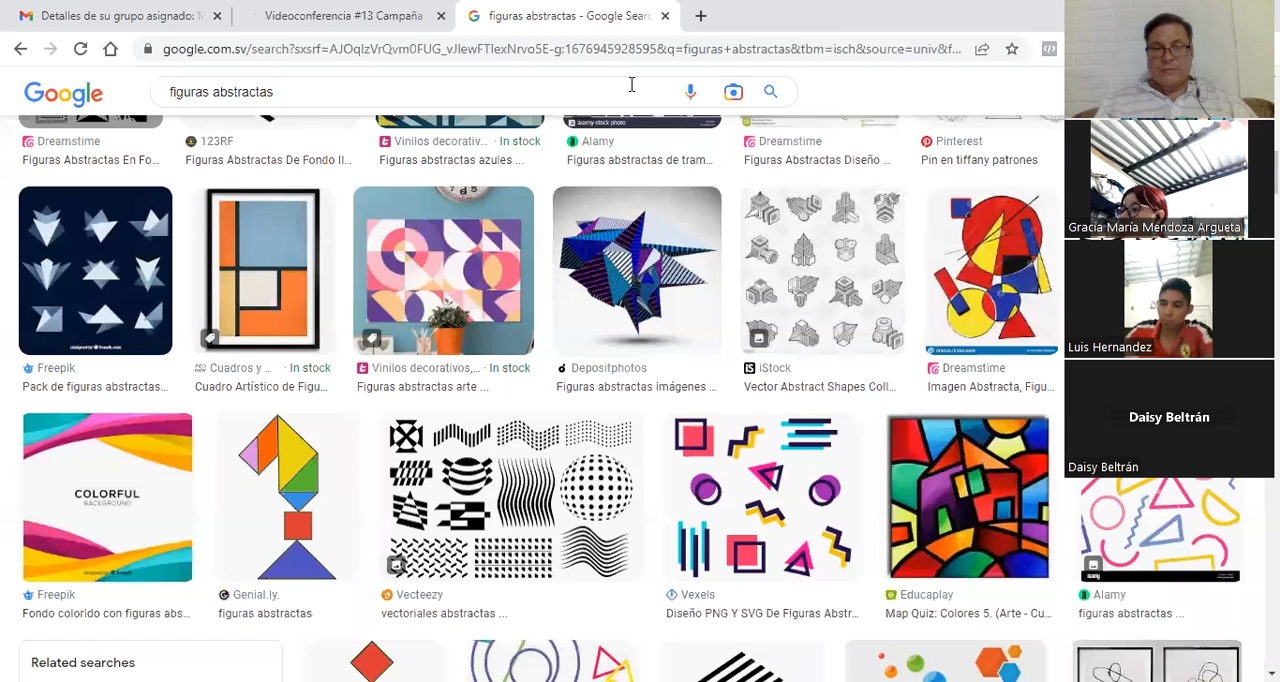 Detalles de su grupo asignado:
Videoconferencia #13 Campaña
figuras abstractas - Google Searc
google.com.sv/search?sxsrf=AJOqlzVrQvm0FUG_vJlewFTIexNrvo5E-g:1676945928595&q=figuras+abstractas&tbm=isch&source=univ&f...
Google
figuras abstractas
Dreamstime
Figuras Abstractas En Fo...
123RF
Figuras Abstractas De Fondo Il...
Vinilos decorativ... · In stock
Figuras abstractas azules ...
alamy stock photo
Alamy
Figuras abstractas de tram...
Dreamstime
Figuras Abstractas Diseño ...
Pinterest
Pin en tiffany patrones
Freepik
Pack de figuras abstractas...
Cuadros y ... · In stock
Cuadro Artístico de Figu...
Vinilos decorativos,... · In stock
Figuras abstractas arte ...
Depositphotos
Figuras abstractas imágenes ...
iStock
Vector Abstract Shapes Coll...
Dreamstime
Imagen Abstracta, Figu...
COLORFUL
BACKGROUND
Freepik
Fondo colorido con figuras abs...
Genial.ly.
figuras abstractas
Vecteezy
vectoriales abstractas ...
Vexels
Diseño PNG Y SVG De Figuras Abstr...
Educaplay
Map Quiz: Colores 5. (Arte - Cu...
alamy
Alamy
figuras abstractas ...
Related searches
Gracia María Mendoza Argueta
Luis Hernandez
Daisy Beltrán
Daisy Beltrán